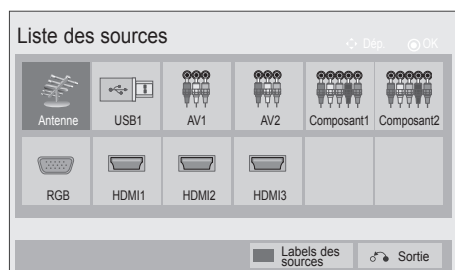 Liste des sources
Dép. OK
Antenne USB1 AV1 AV2 Composant1 Composant2
RGB HDMI1 HDMI2 HDMI3
Labels des
sources
Sortie